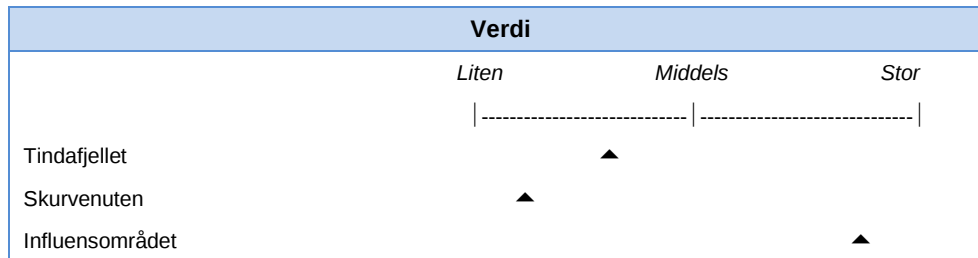 Verdi
Liten Middels Stor
|-----------------------------|------------------------------|
Tindafjellet ▲
Skurvenuten ▲
Influensområdet ▲